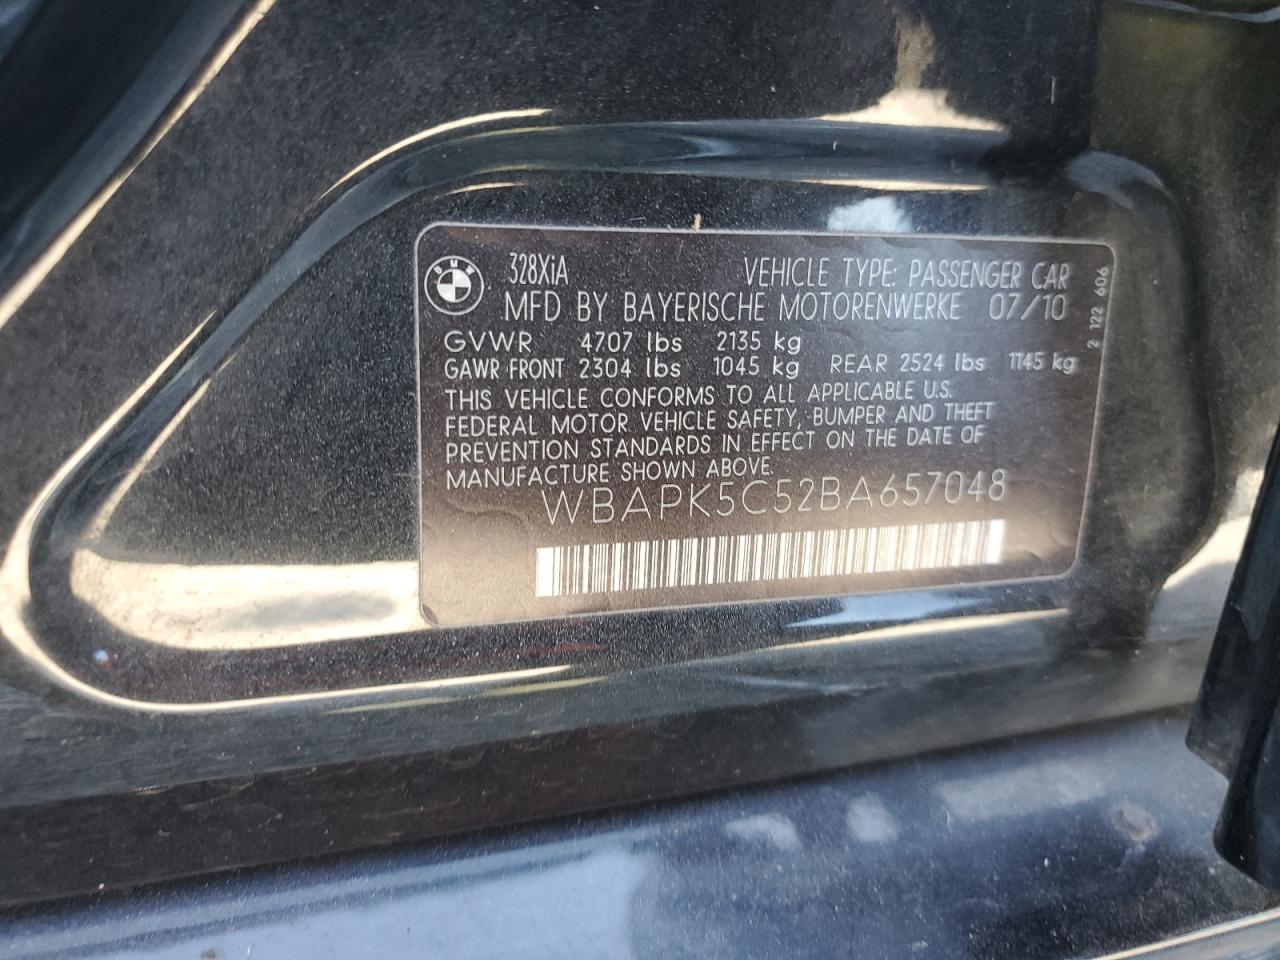 BMW
328XiA VEHICLE TYPE: PASSENGER CAR
MFD BY BAYERISCHE MOTORENWERKE 07/10
GVWR 4707 lbs 2135 kg
GAWR FRONT 2304 lbs 1045 kg REAR 2524 lbs 1145 kg
THIS VEHICLE CONFORMS TO ALL APPLICABLE U.S.
FEDERAL MOTOR VEHICLE SAFETY, BUMPER AND THEFT
PREVENTION STANDARDS IN EFFECT ON THE DATE OF
MANUFACTURE SHOWN ABOVE.
WBAPK5C52BA657048
2 122 606